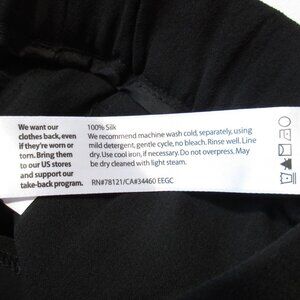 We want our
clothes back, even
if they're worn or
torn. Bring them
to our US stores
and support our
take-back program.
100% Silk
We recommend machine wash cold, separately, using
mild detergent, gentle cycle, no bleach. Rinse well. Line
dry. Use cool iron, if necessary. Do not overpress. May
be dry cleaned with light steam.
RN#78121/CA#34460 EEGC